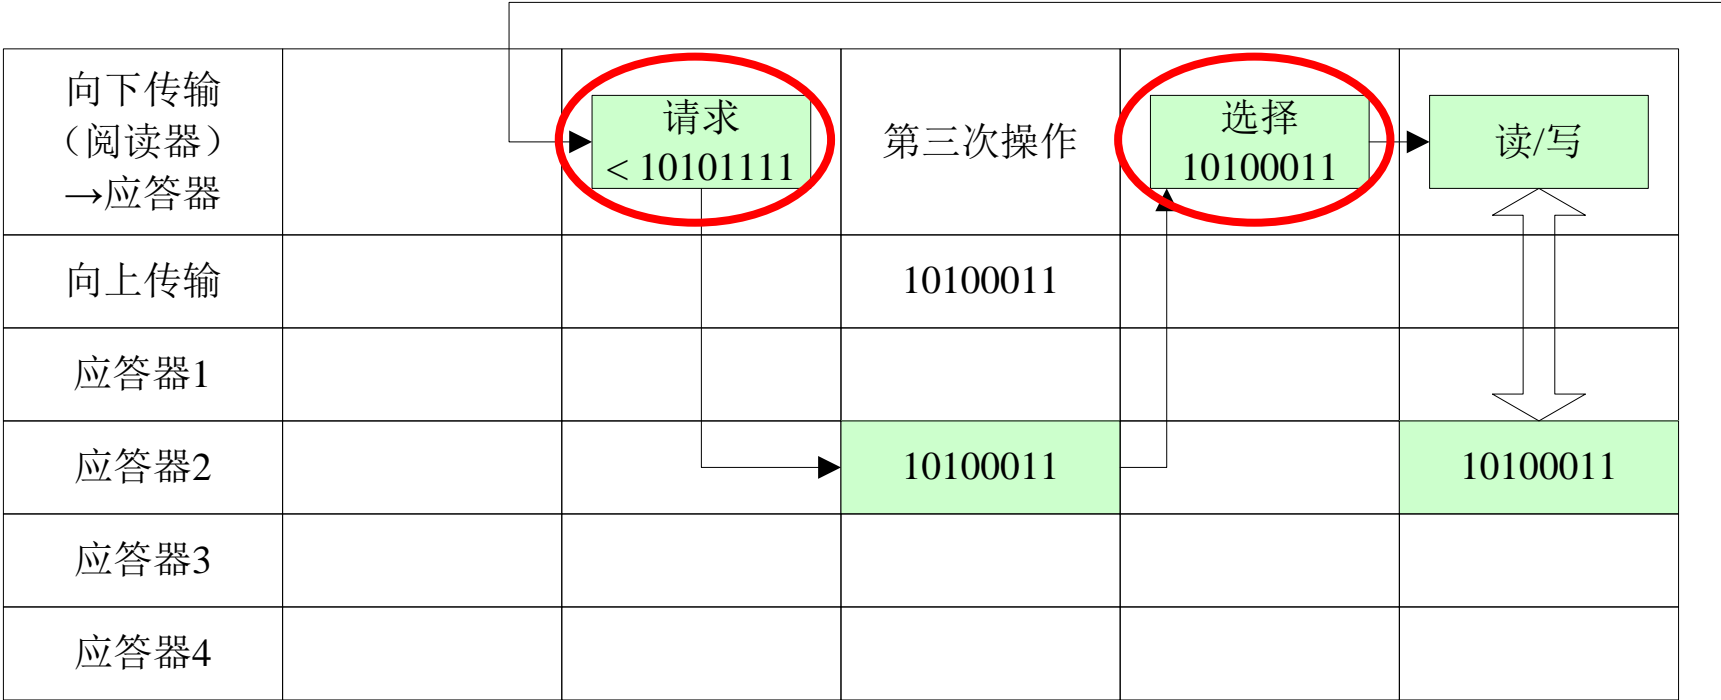 向下传输
（阅读器）
→应答器
请求
< 10101111
第三次操作
选择
10100011
读/写
向上传输
10100011
应答器1
应答器2
10100011
10100011
应答器3
应答器4